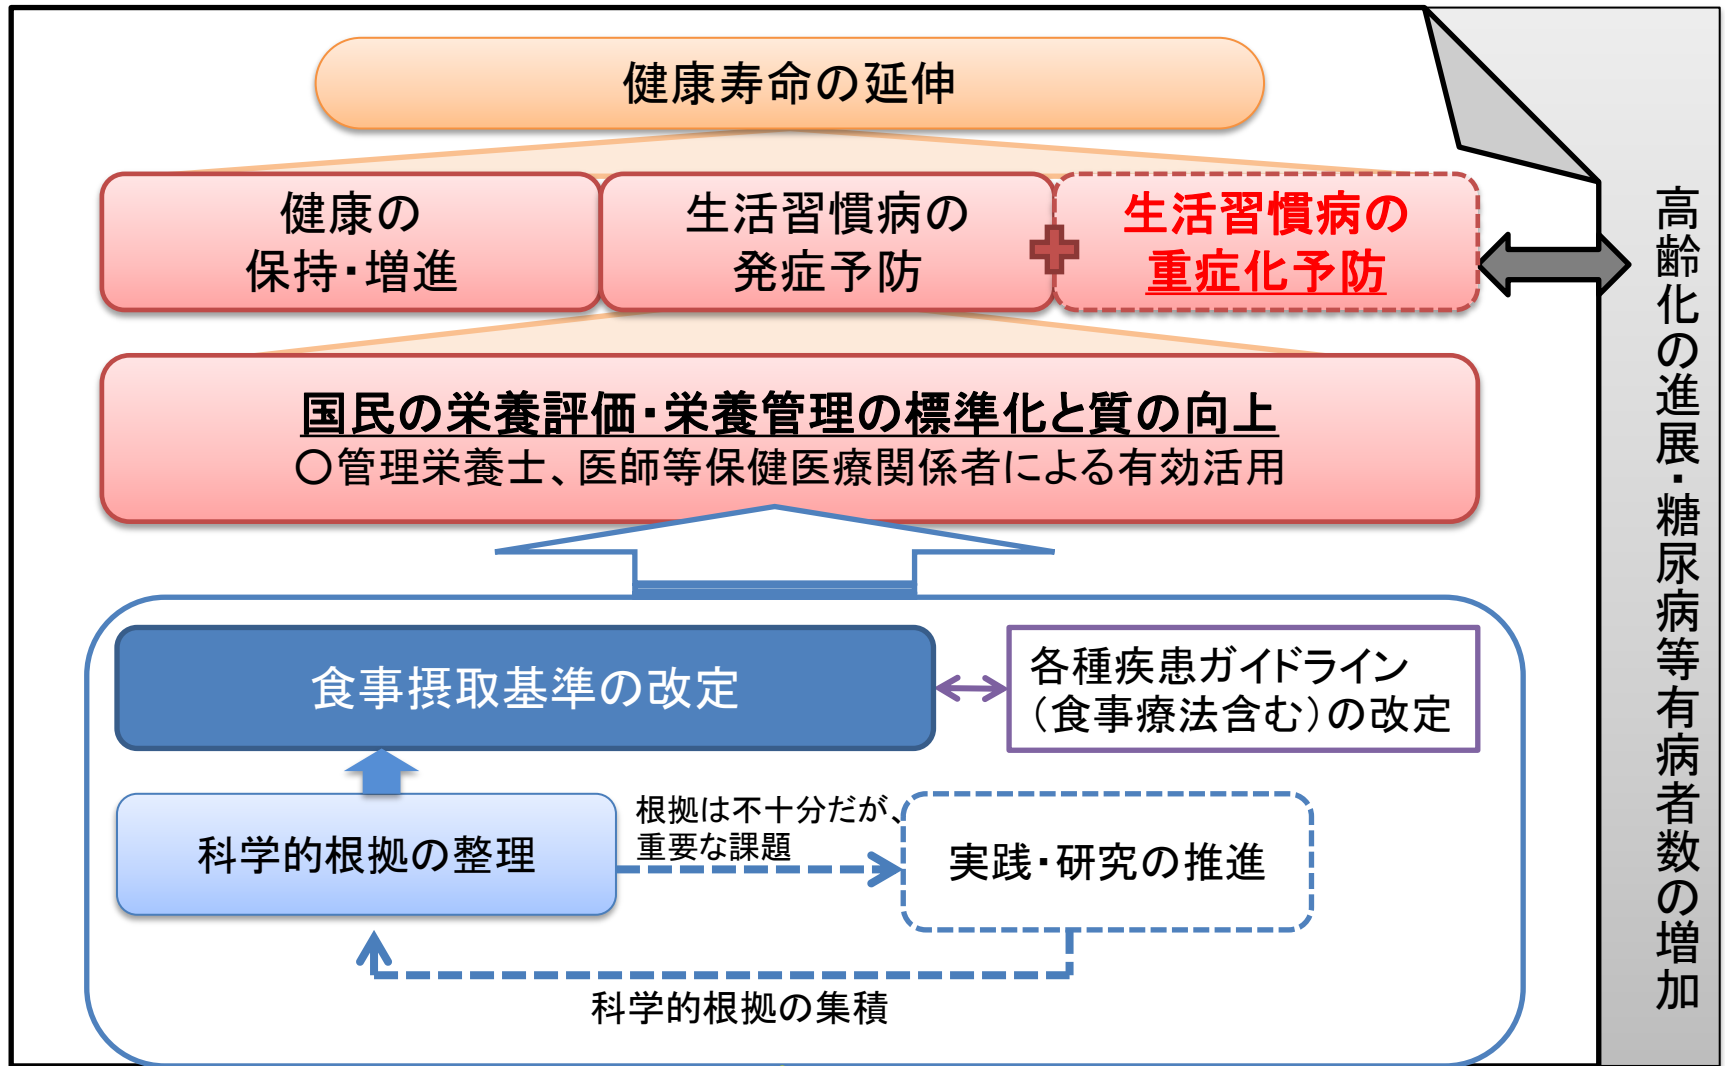 健康寿命の延伸
健康の
保持・増進
生活習慣病の
発症予防
生活習慣病の
重症化予防
国民の栄養評価・栄養管理の標準化と質の向上
○管理栄養士、医師等保健医療関係者による有効活用
食事摂取基準の改定
各種疾患ガイドライン
（食事療法含む）の改定
科学的根拠の整理
根拠は不十分だが、
重要な課題
実践・研究の推進
科学的根拠の集積
高齢化の進展・糖尿病等有病者数の増加